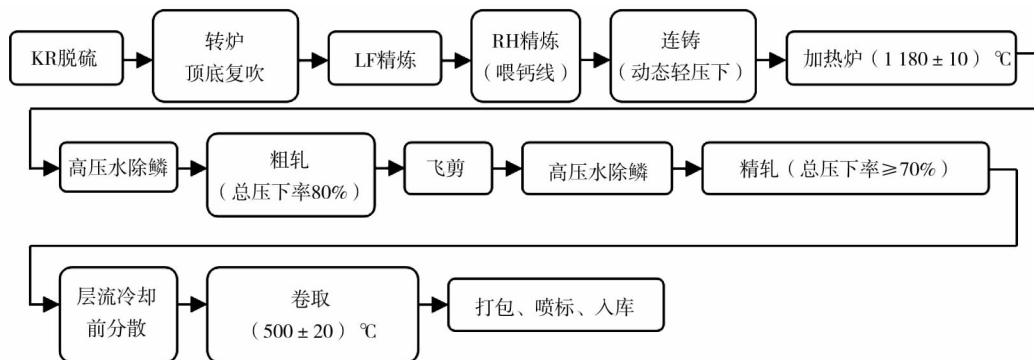 KR脱硫
转炉
顶底复吹
LF精炼
RH精炼
（喂钙线）
连铸
（动态轻压下）
加热炉（1 180±10）℃
高压水除鳞
粗轧
（总压下率80%）
飞剪
高压水除鳞
精轧（总压下率≥70%）
层流冷却
前分散
卷取
（500±20）℃
打包、喷标、入库